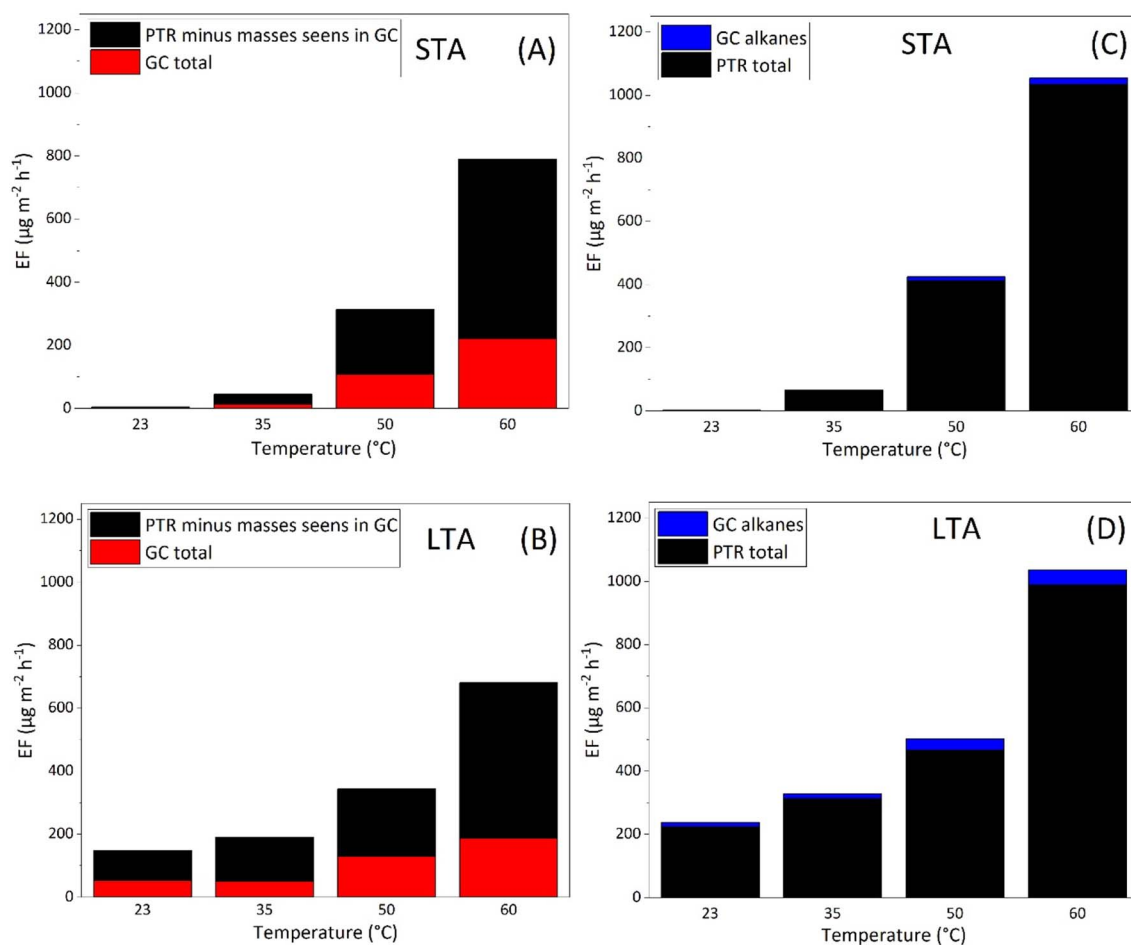 PTR minus masses seens in GC
GC total
STA (A)
1200
1000
800
600
400
200
0
EF (µg m⁻² h⁻¹)
23 35 50 60
Temperature (°C)
GC alkanes
PTR total
STA (C)
1200
1000
800
600
400
200
0
EF (µg m⁻² h⁻¹)
23 35 50 60
Temperature (°C)
PTR minus masses seens in GC
GC total
LTA (B)
1200
1000
800
600
400
200
0
EF (µg m⁻² h⁻¹)
23 35 50 60
Temperature (°C)
GC alkanes
PTR total
LTA (D)
1200
1000
800
600
400
200
0
EF (µg m⁻² h⁻¹)
23 35 50 60
Temperature (°C)